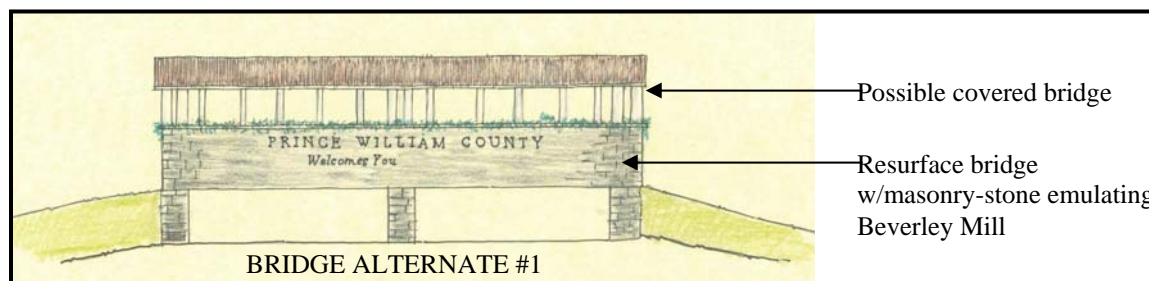 Possible covered bridge
PRINCE WILLIAM COUNTY
Welcomes You
Resurface bridge
w/masonry-stone emulating
Beverley Mill
BRIDGE ALTERNATE #1